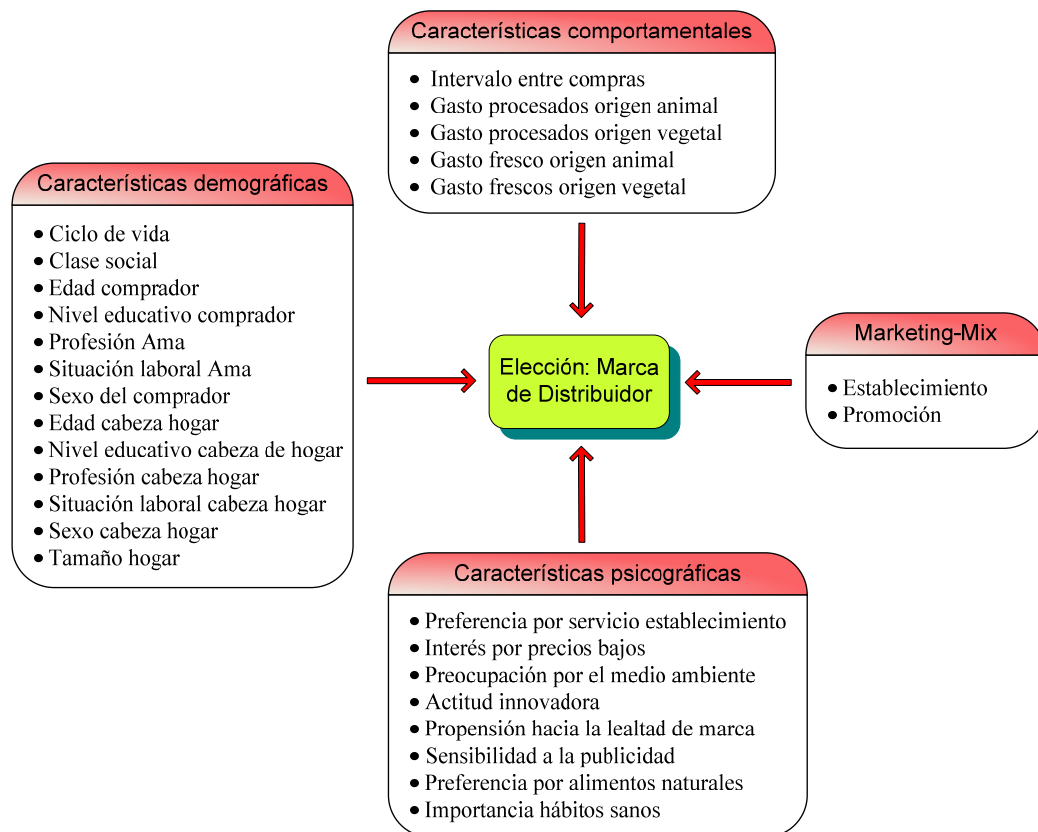 Características comportamentales
• Intervalo entre compras
• Gasto procesados origen animal
• Gasto procesados origen vegetal
• Gasto fresco origen animal
• Gasto frescos origen vegetal
Características demográficas
• Ciclo de vida
• Clase social
• Edad comprador
• Nivel educativo comprador
• Profesión Ama
• Situación laboral Ama
• Sexo del comprador
• Edad cabeza hogar
• Nivel educativo cabeza de hogar
• Profesión cabeza hogar
• Situación laboral cabeza hogar
• Sexo cabeza hogar
• Tamaño hogar
Elección: Marca
de Distribuidor
Marketing-Mix
• Establecimiento
• Promoción
Características psicográficas
• Preferencia por servicio establecimiento
• Interés por precios bajos
• Preocupación por el medio ambiente
• Actitud innovadora
• Propensión hacia la lealtad de marca
• Sensibilidad a la publicidad
• Preferencia por alimentos naturales
• Importancia hábitos sanos